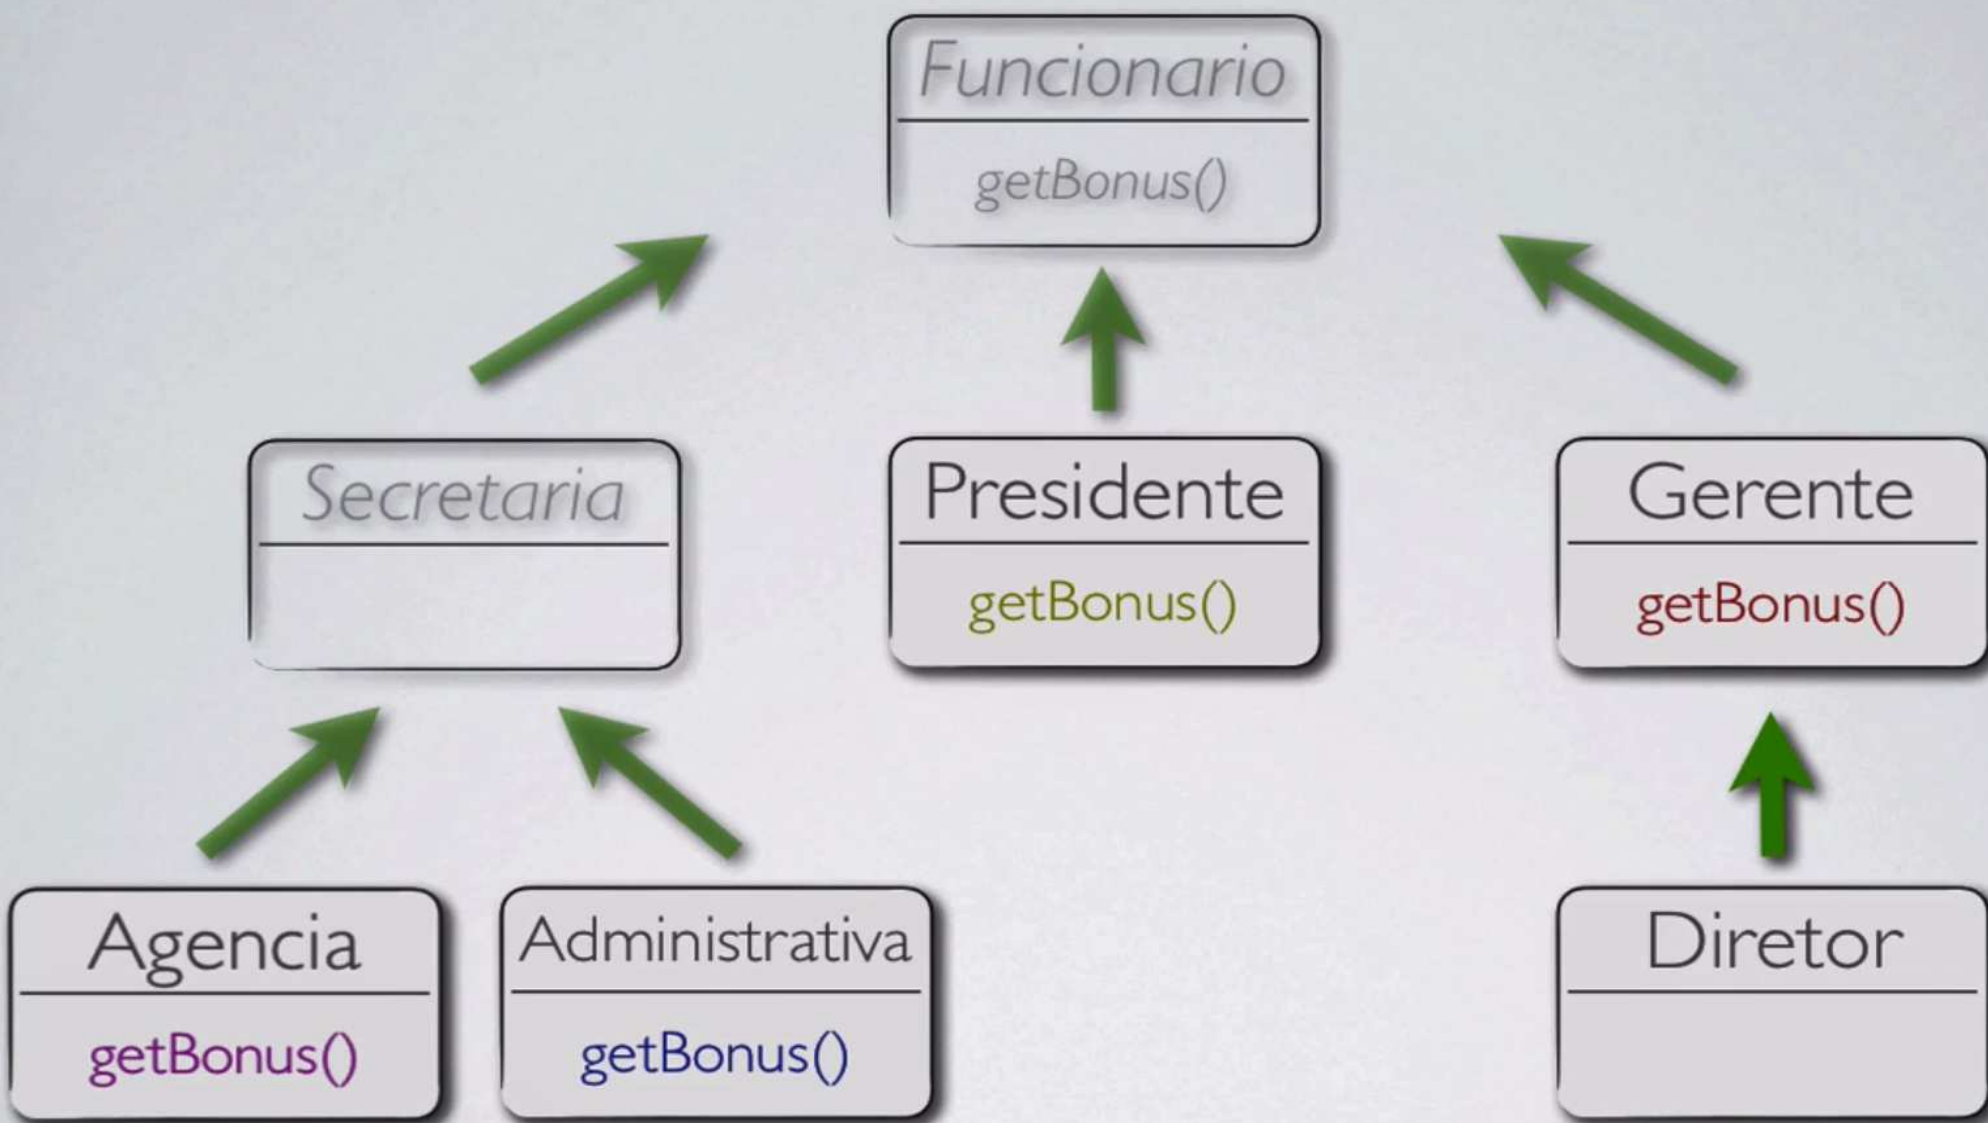 Funcionario
getBonus()
Secretaria
Presidente
getBonus()
Gerente
getBonus()
Agencia
getBonus()
Administrativa
getBonus()
Diretor